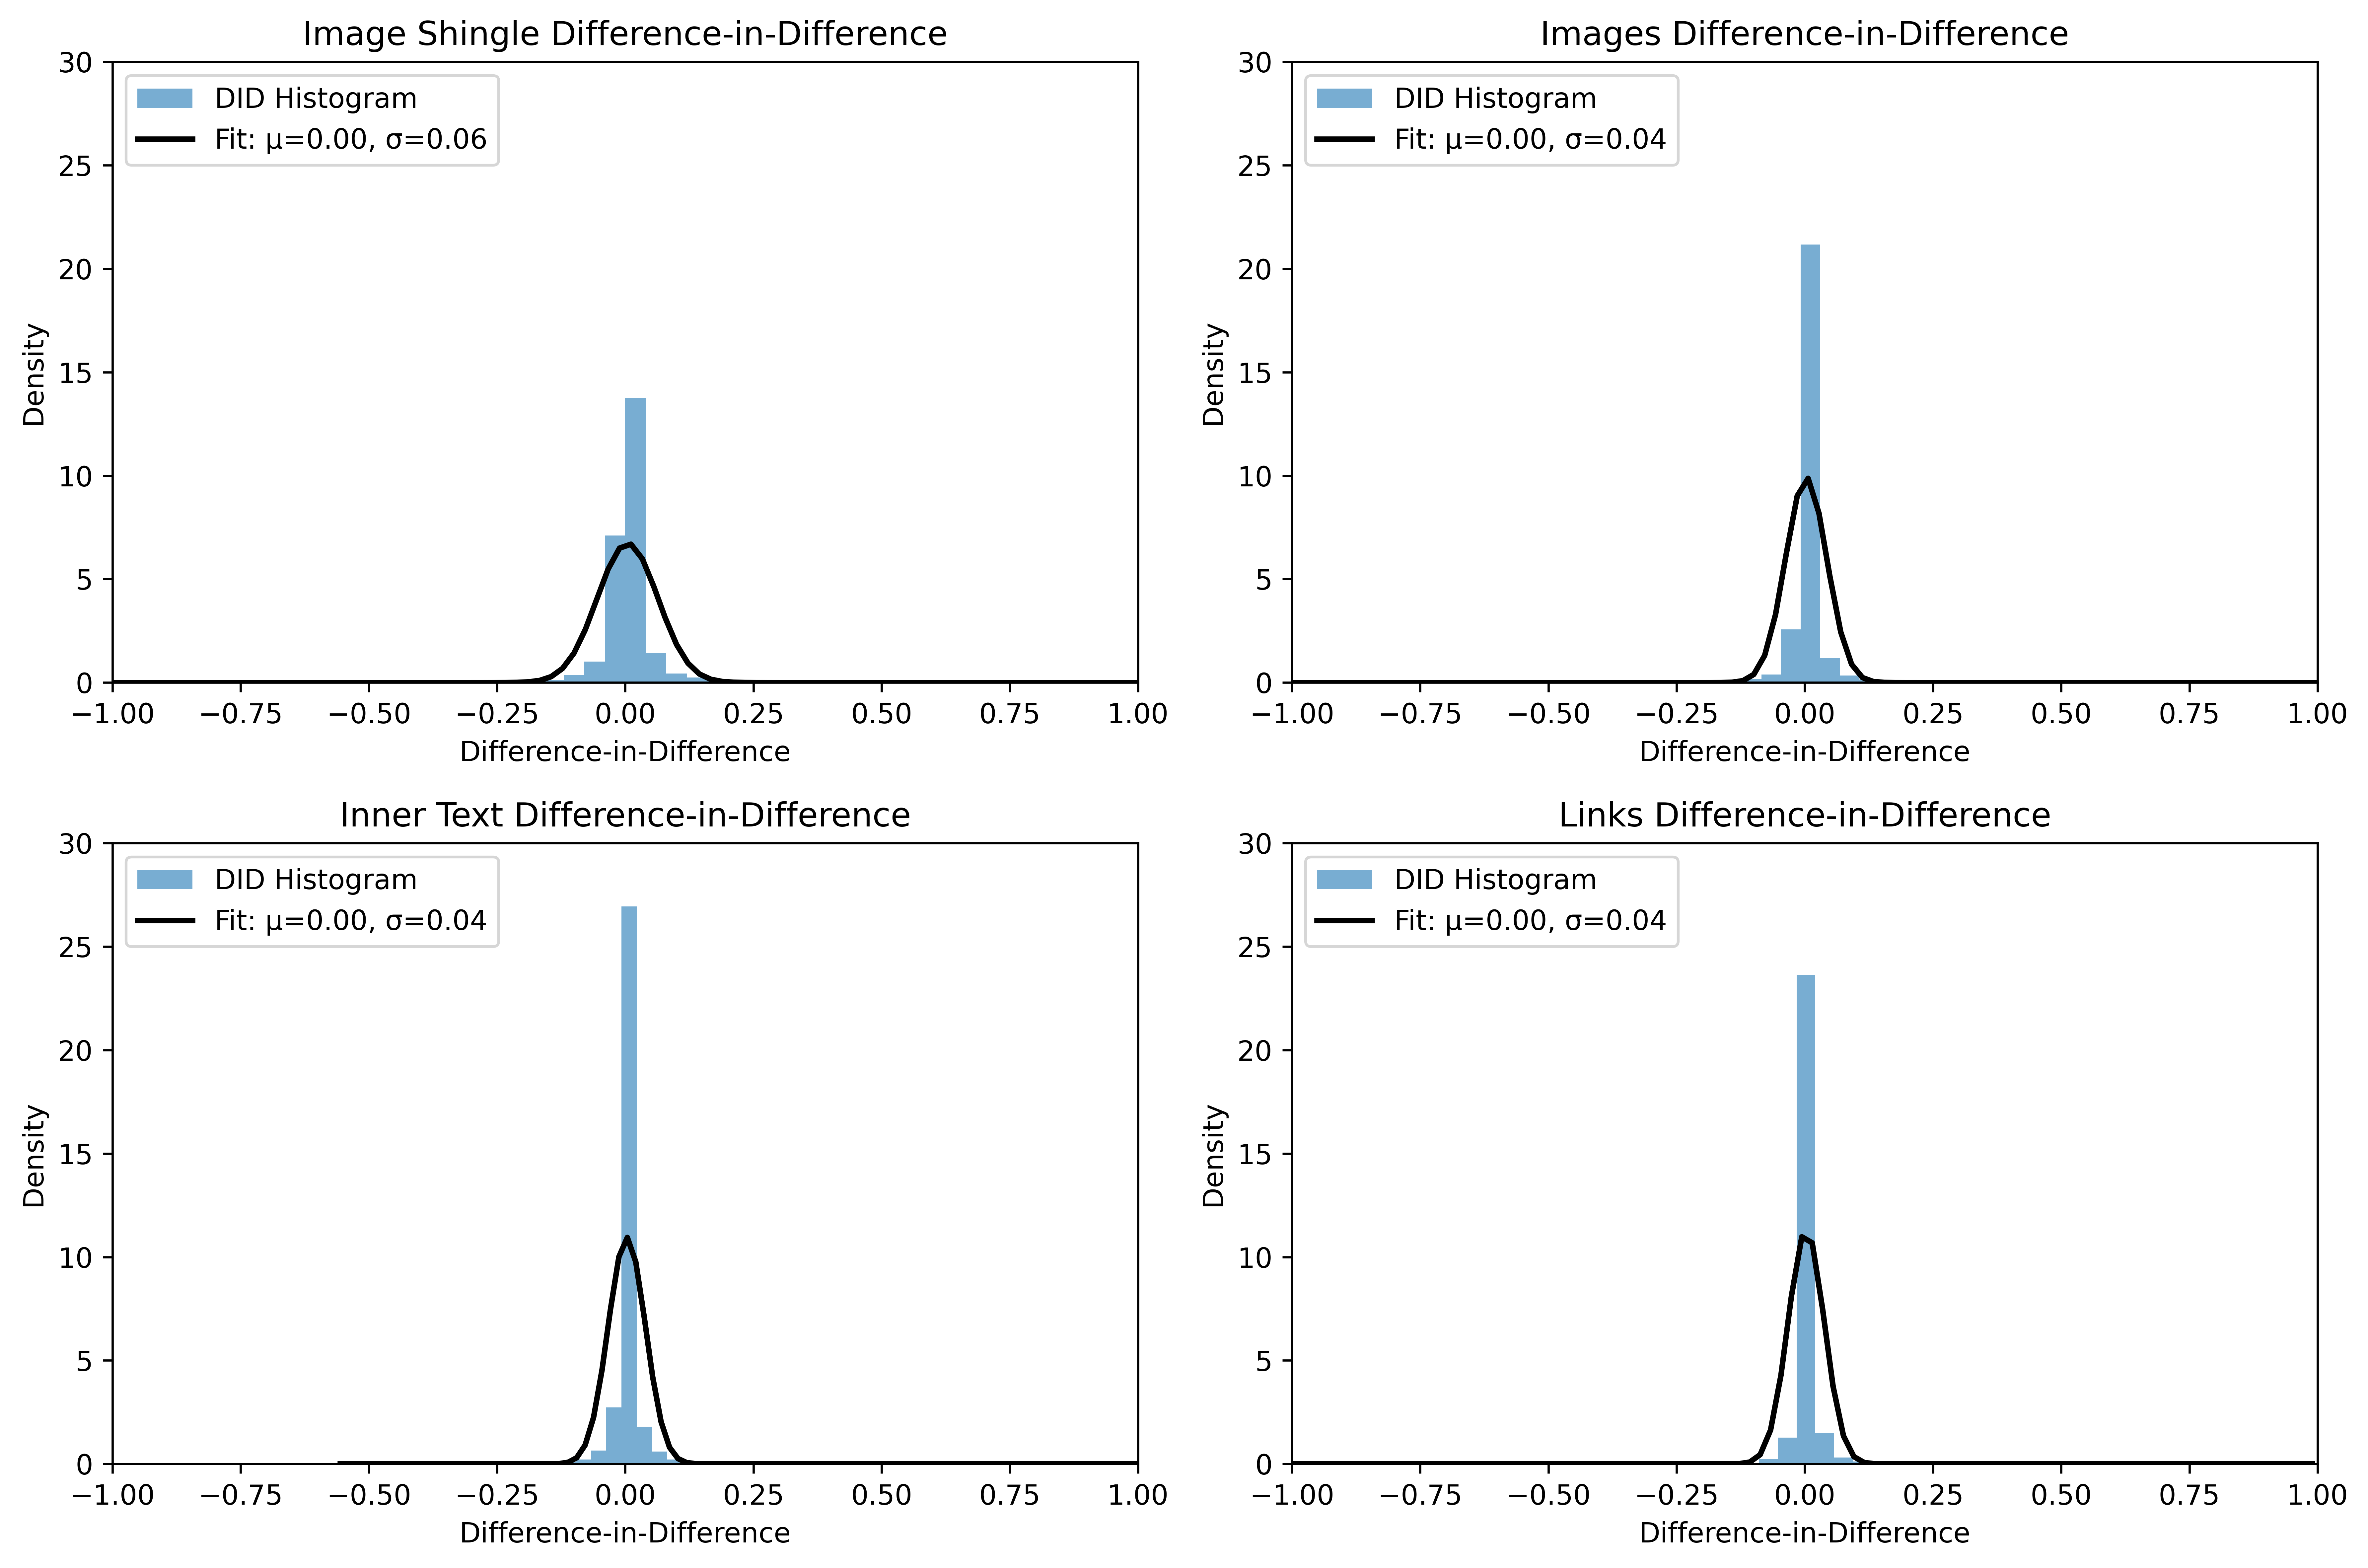 Image Shingle Difference-in-Difference
30
25
20
15
10
5
0
Density
DID Histogram
Fit: μ=0.00, σ=0.06
−1.00 −0.75 −0.50 −0.25 0.00 0.25 0.50 0.75 1.00
Difference-in-Difference
Images Difference-in-Difference
30
25
20
15
10
5
0
Density
DID Histogram
Fit: μ=0.00, σ=0.04
−1.00 −0.75 −0.50 −0.25 0.00 0.25 0.50 0.75 1.00
Difference-in-Difference
Inner Text Difference-in-Difference
30
25
20
15
10
5
0
Density
DID Histogram
Fit: μ=0.00, σ=0.04
−1.00 −0.75 −0.50 −0.25 0.00 0.25 0.50 0.75 1.00
Difference-in-Difference
Links Difference-in-Difference
30
25
20
15
10
5
0
Density
DID Histogram
Fit: μ=0.00, σ=0.04
−1.00 −0.75 −0.50 −0.25 0.00 0.25 0.50 0.75 1.00
Difference-in-Difference